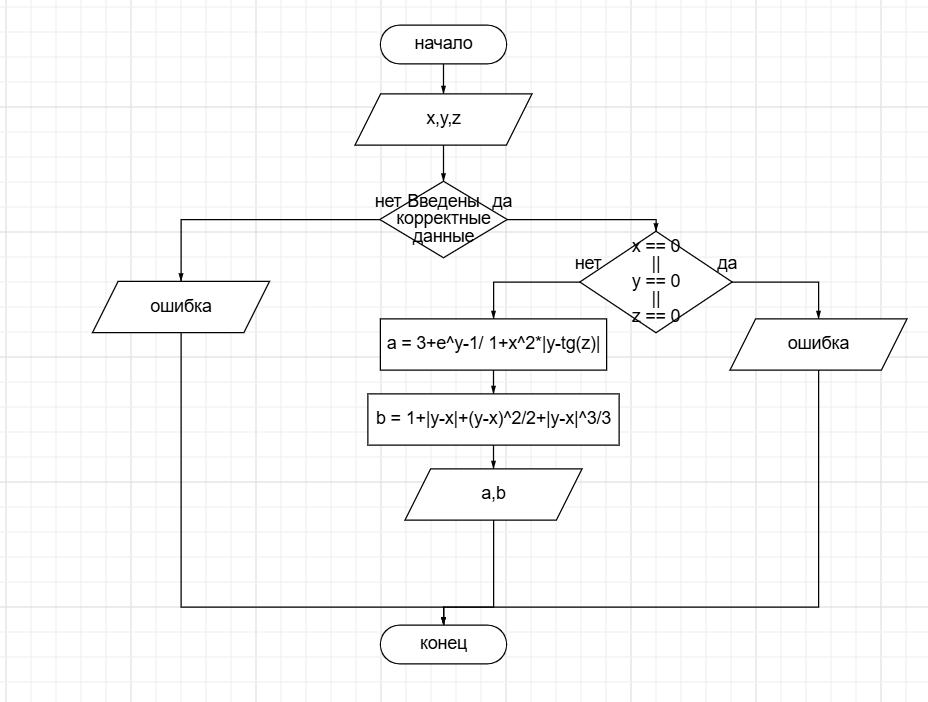 начало
x,y,z
нет Введены да
корректные
данные
x == 0
||
y == 0
||
z == 0
нет
да
ошибка
a = 3+e^y-1/ 1+x^2*|y-tg(z)|
ошибка
b = 1+|y-x|+(y-x)^2/2+|y-x|^3/3
a,b
конец